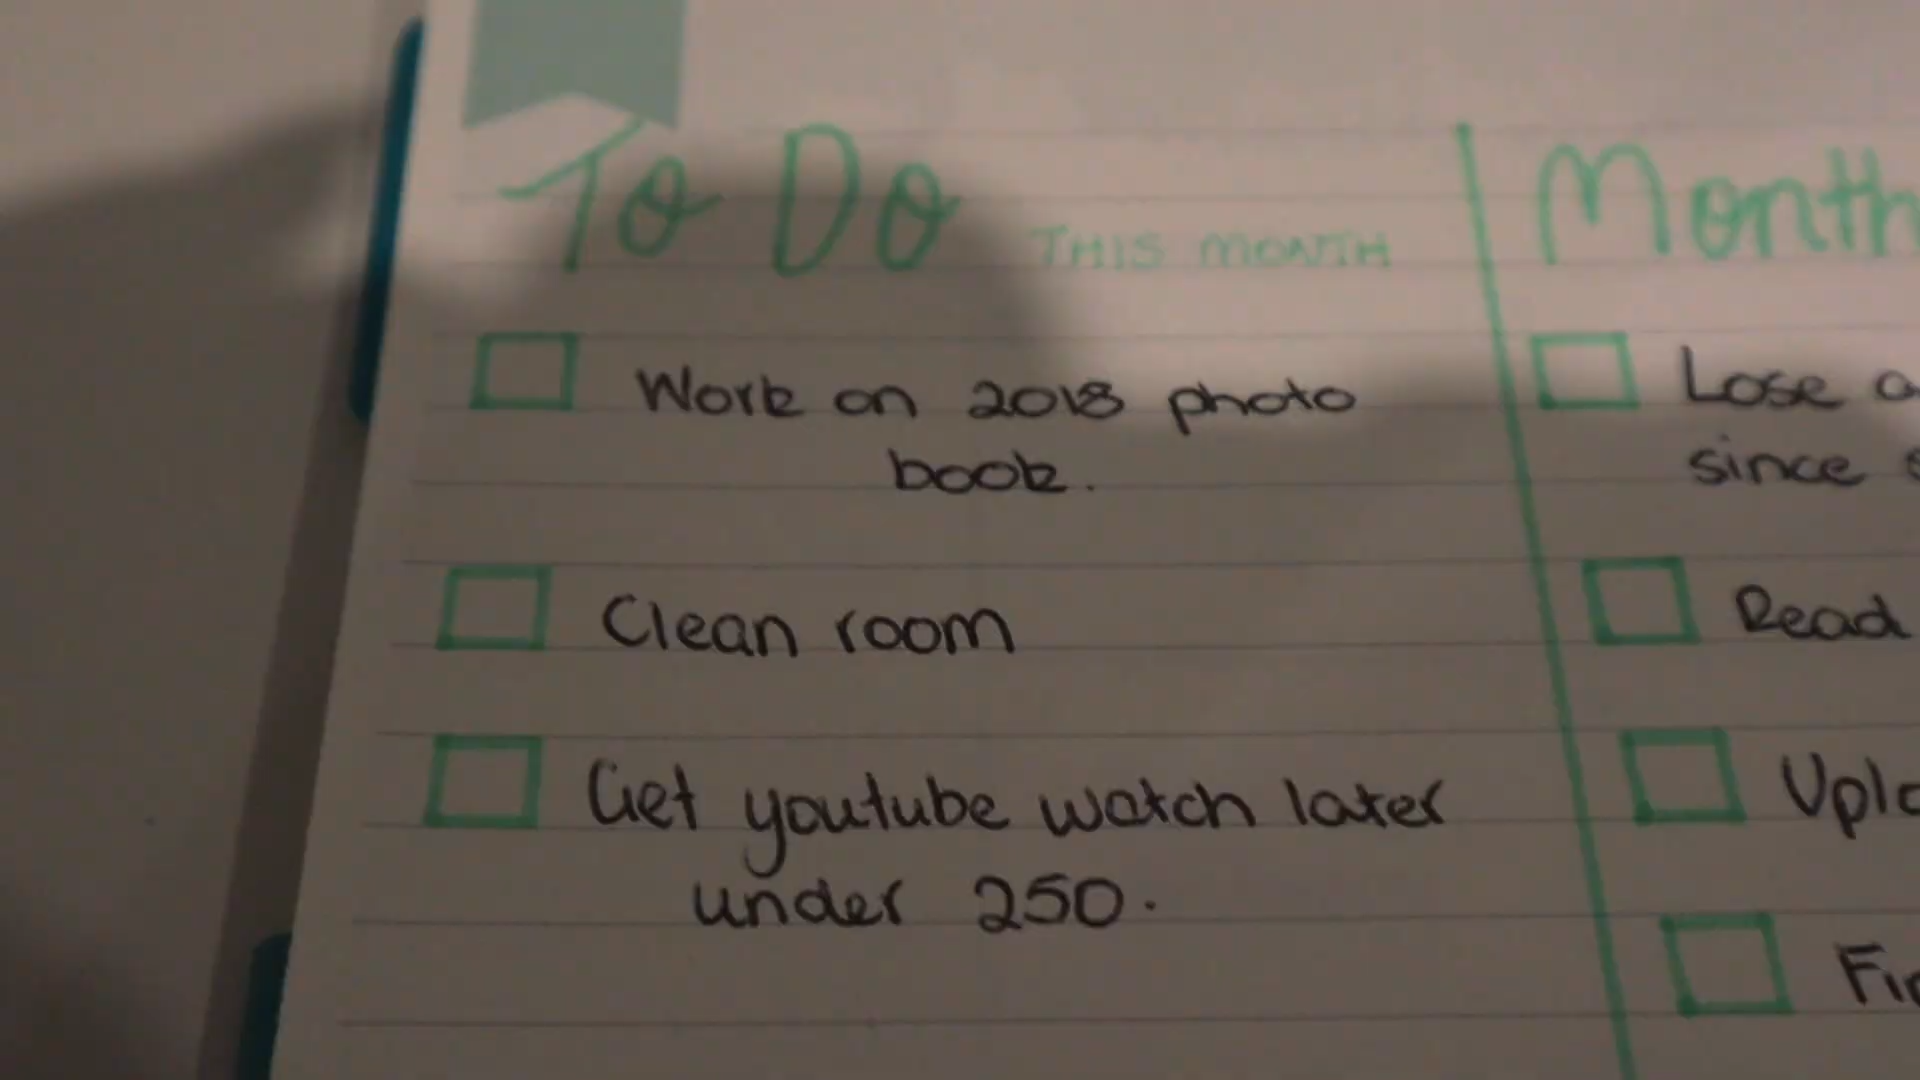 To Do THIS MONTH
Work on 2018 photo
book.
Clean room
Get youtube watch later
under 250.
Month
Lose
since
Read